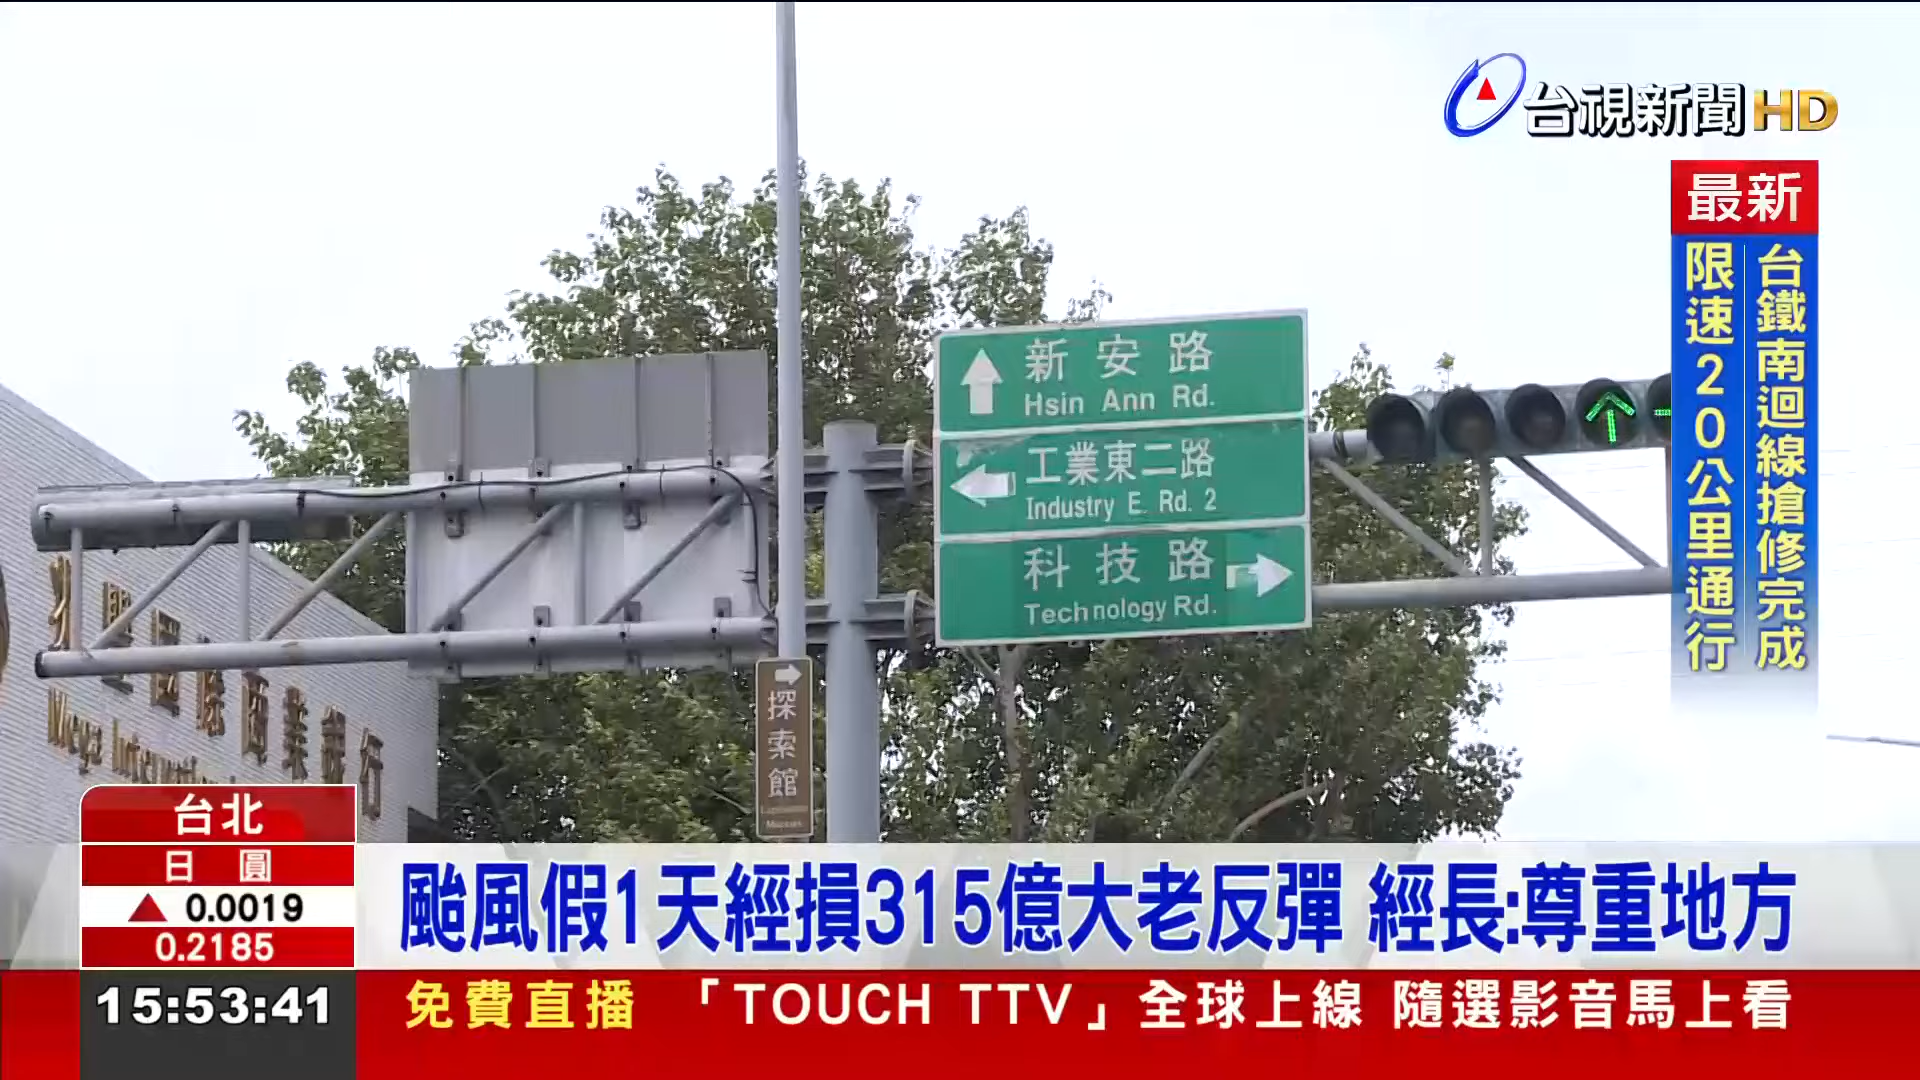 台視新聞HD
最新
台鐵南迴線搶修完成
限速20公里通行
新安路
Hsin Ann Rd.
工業東二路
Industry E. Rd. 2
科技路
Technology Rd.
探索館
兆豐國際商業銀行
Mega International
台北
日圓
▲ 0.0019
0.2185
15:53:41
颱風假1天經損315億大老反彈 經長:尊重地方
免費直播 「TOUCH TTV」全球上線 隨選影音馬上看